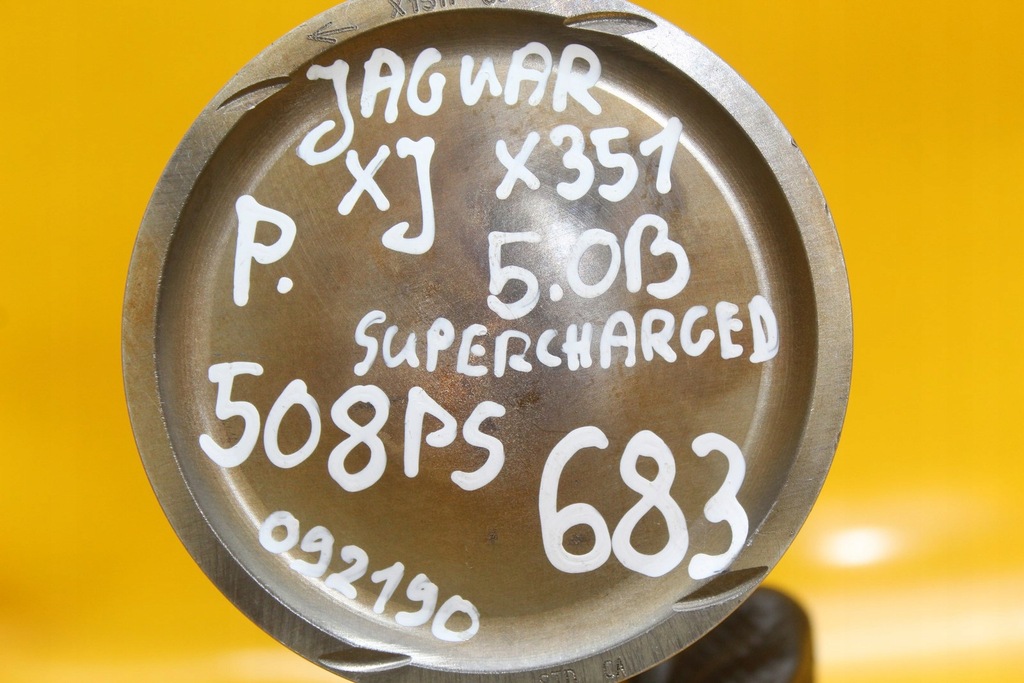 JAGUAR
XJ X351
P. 5.0B
SUPERCHARGED
508PS 683
092190